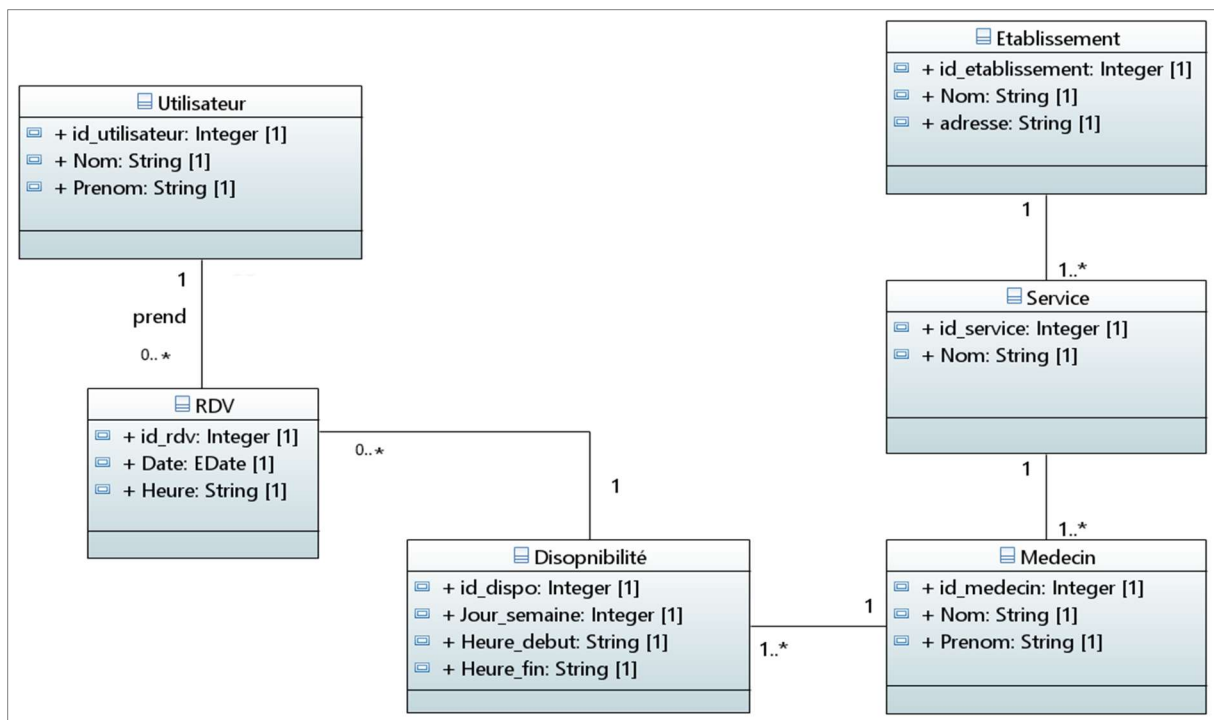 Etablissement
+ id_etablissement: Integer [1]
+ Nom: String [1]
+ adresse: String [1]
Utilisateur
+ id_utilisateur: Integer [1]
+ Nom: String [1]
+ Prenom: String [1]
1
1..*
1
prend
0..*
Service
+ id_service: Integer [1]
+ Nom: String [1]
RDV
+ id_rdv: Integer [1]
+ Date: EDate [1]
+ Heure: String [1]
0..*
1
1
1..*
Disopnibilité
+ id_dispo: Integer [1]
+ Jour_semaine: Integer [1]
+ Heure_debut: String [1]
+ Heure_fin: String [1]
1..*
1
Medecin
+ id_medecin: Integer [1]
+ Nom: String [1]
+ Prenom: String [1]